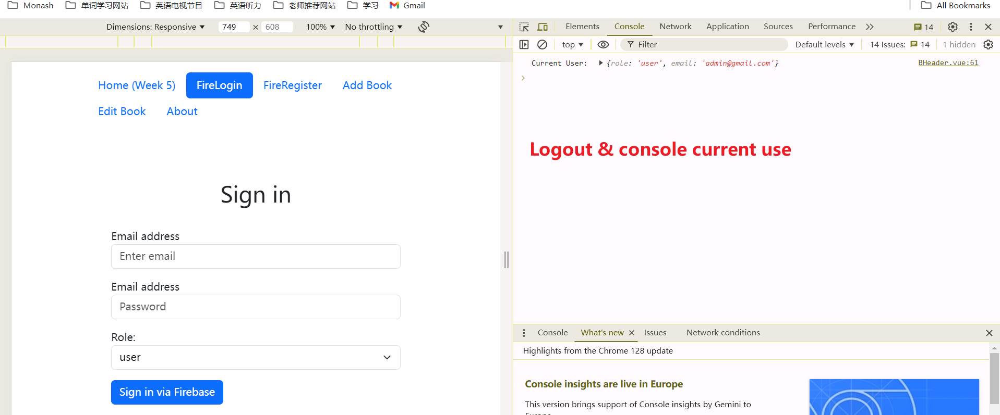 Monash 单词学习网站 英语电视节目 英语听力 老师推荐网站 学习 Gmail All Bookmarks
Dimensions: Responsive 749 × 608 100% No throttling
Elements Console Network Application Sources Performance 14
top Filter Default levels 14 Issues: 14 1 hidden
Home (Week 5) FireLogin FireRegister Add Book
Edit Book About
Sign in
Email address
Enter email
Email address
Password
Role:
user
Sign in via Firebase
Current User: {role: 'user', email: 'admin@gmail.com'} BHeader.vue:61
Logout & console current use
Console What's new Issues Network conditions
Highlights from the Chrome 128 update
Console insights are live in Europe
This version brings support of Console insights by Gemini to
Europe